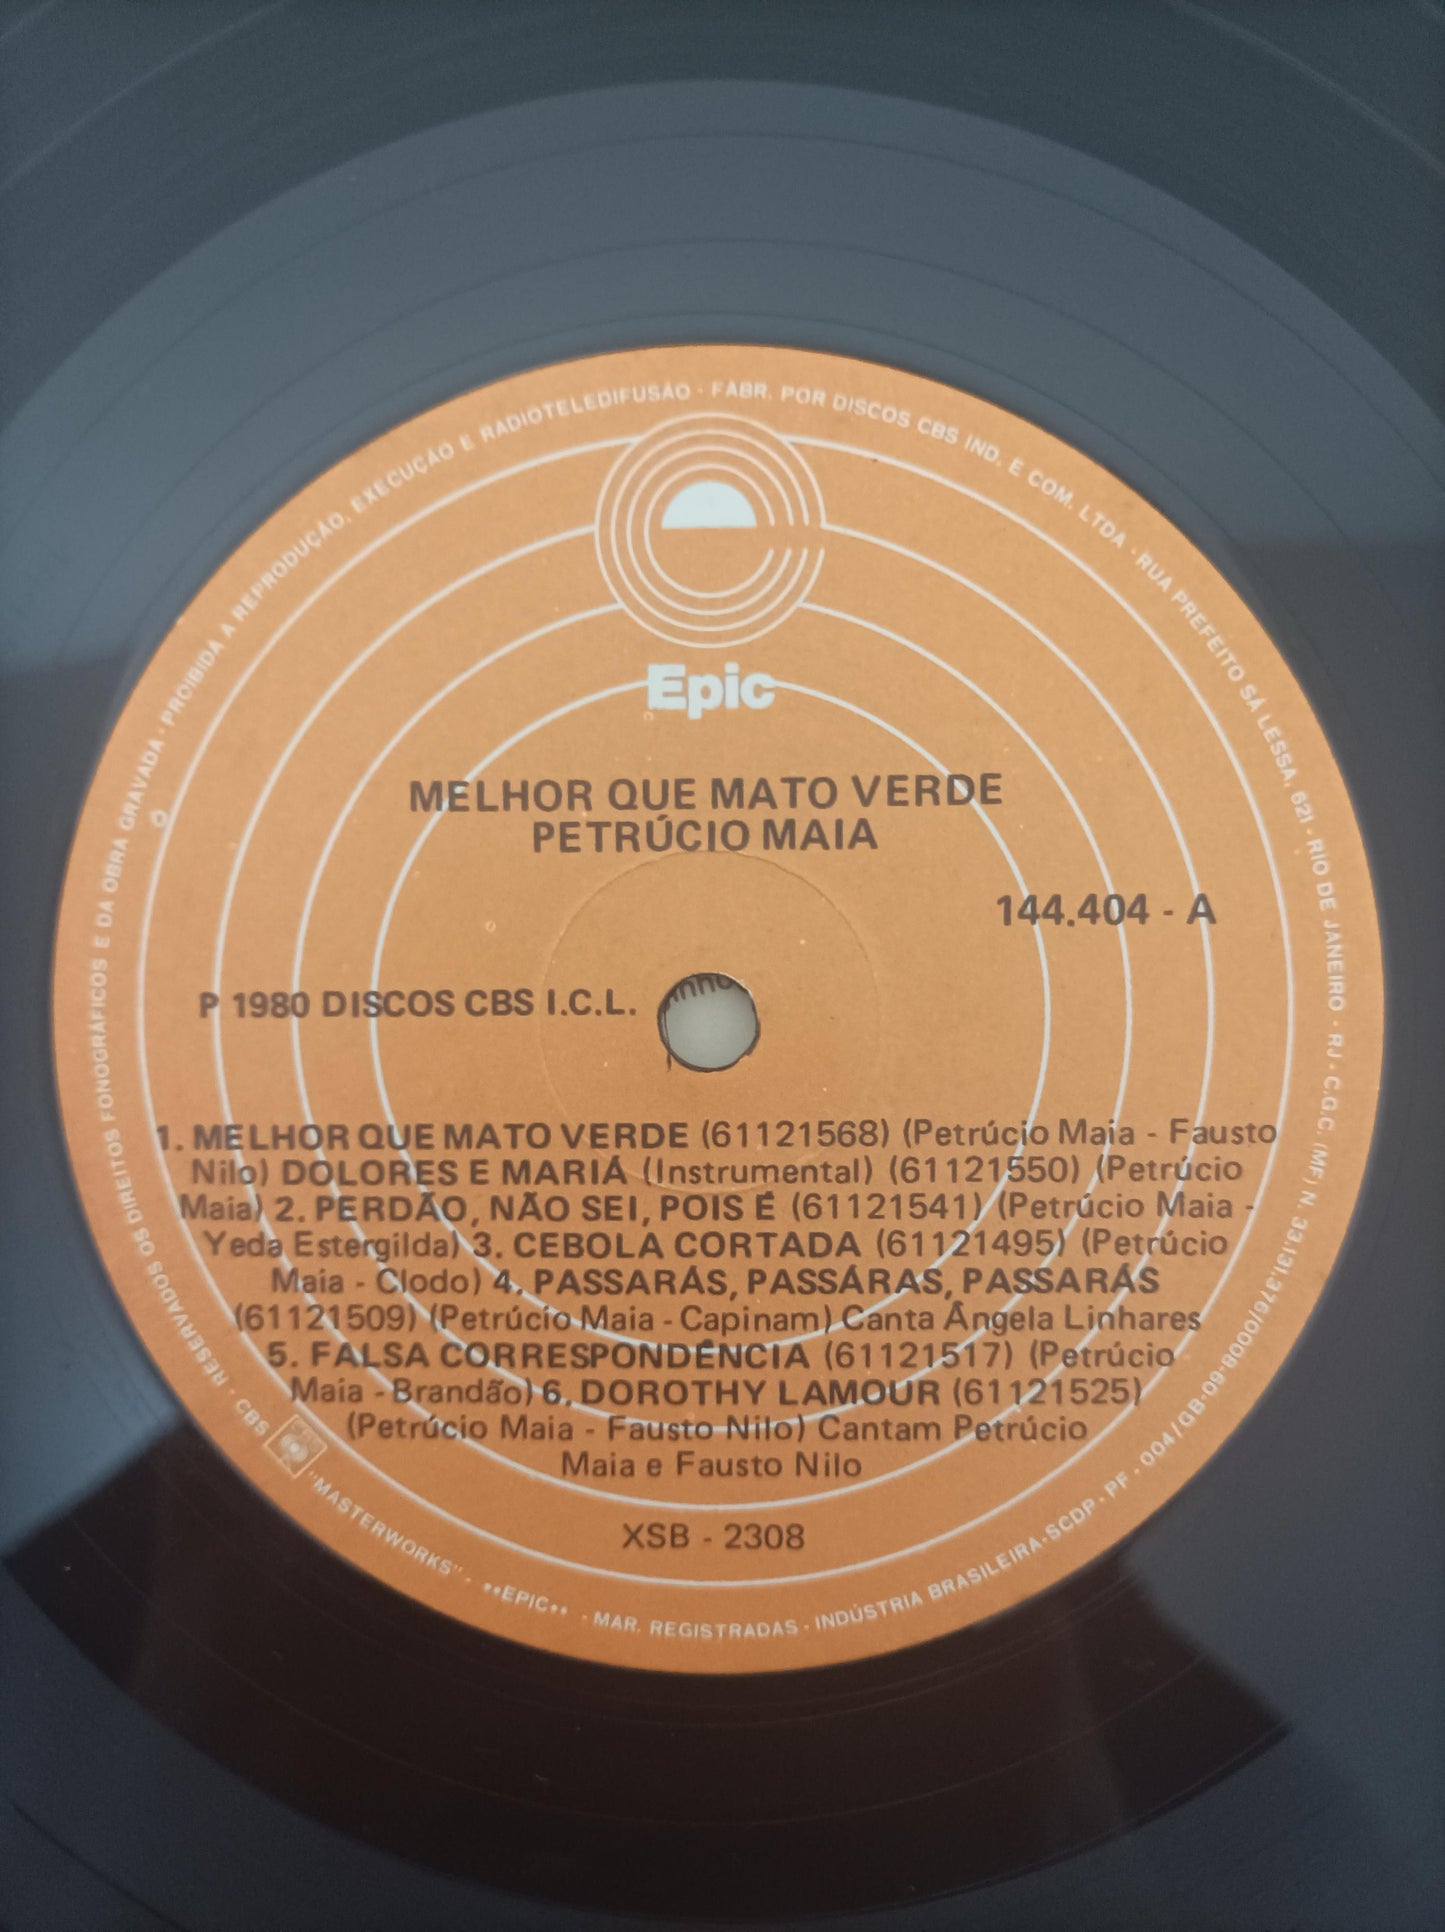 RESERVADOS OS DIREITOS FONOGRÁFICOS E DA OBRA GRAVADA · PROIBIDA A REPRODUÇÃO, EXECUÇÃO E RADIOTELEDIFUSÃO · FABR. POR DISCOS CBS IND. E COM. LTDA · RUA PREFEITO SÁ LESSA, 621 · RIO DE JANEIRO · RJ · C.G.C. (MF) N. 33.131.376/0008-09·GB·
Epic
MELHOR QUE MATO VERDE
PETRÚCIO MAIA
144.404 - A
P 1980 DISCOS CBS I.C.L.
1. MELHOR QUE MATO VERDE (61121568) (Petrúcio Maia - Fausto
Nilo) DOLORES E MARIÁ (Instrumental) (61121550) (Petrúcio
Maia) 2. PERDÃO, NÃO SEI, POIS É (61121541) (Petrúcio Maia -
Yeda Estergilda) 3. CEBOLA CORTADA (61121495) (Petrúcio
Maia - Clodo) 4. PASSARÁS, PASSÁRAS, PASSARÁS
(61121509) (Petrúcio Maia - Capinam) Canta Ângela Linhares
5. FALSA CORRESPONDÊNCIA (61121517) (Petrúcio
Maia - Brandão) 6. DOROTHY LAMOUR (61121525)
(Petrúcio Maia - Fausto Nilo) Cantam Petrúcio
Maia e Fausto Nilo
XSB - 2308
CBS "MASTERWORKS" - "EPIC" · MAR. REGISTRADAS · INDÚSTRIA BRASILEIRA·SCDP·PF·004/